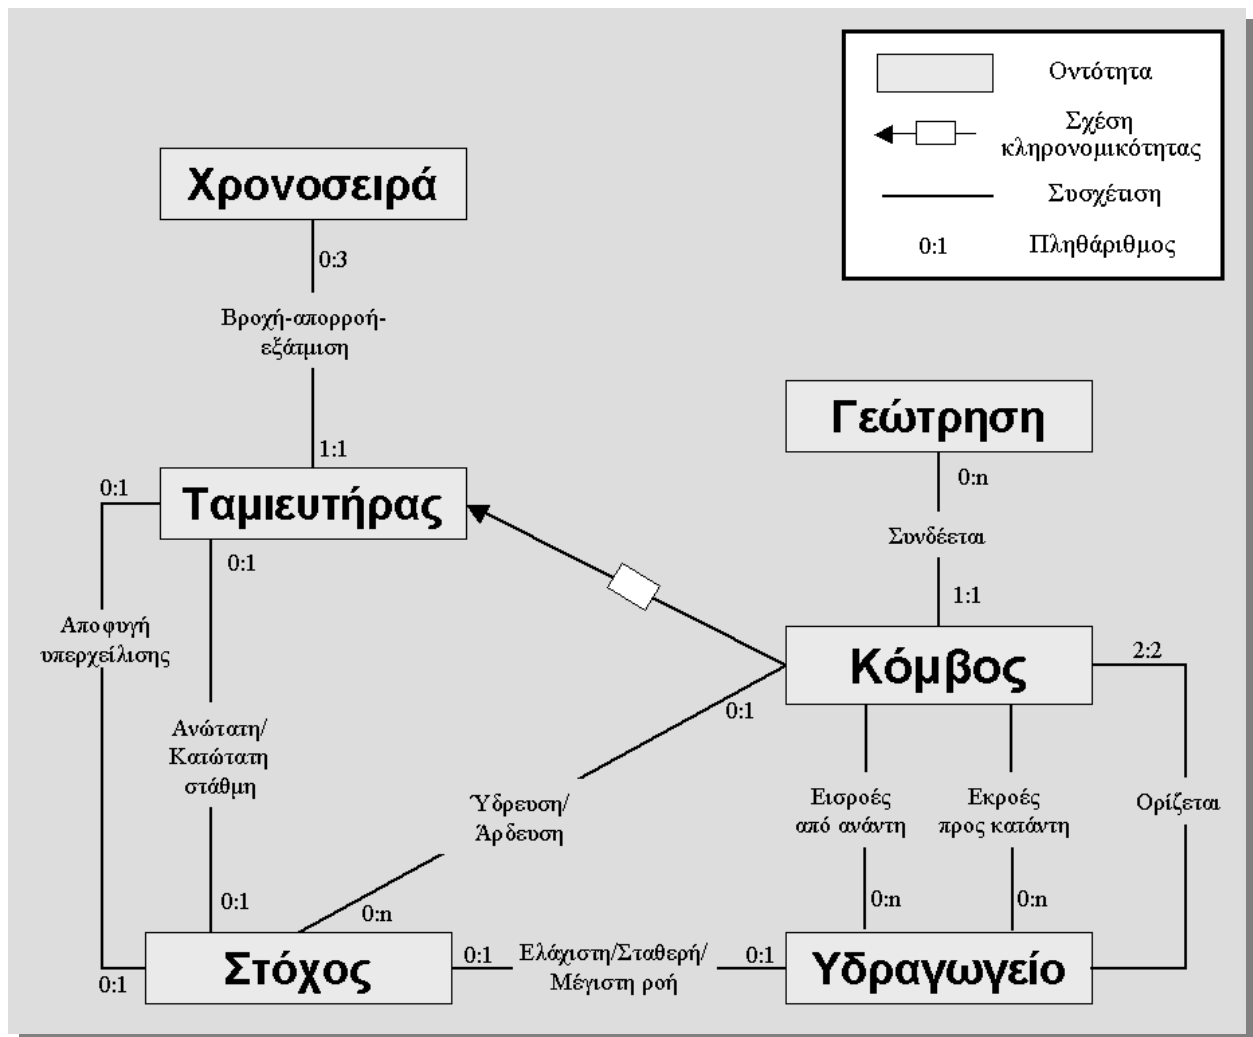 Οντότητα
Σχέση
κληρονομικότητας
Συσχέτιση
0:1
Πληθάριθμος
Χρονοσειρά
0:3
Βροχή-απορροή-
εξάτμιση
1:1
Ταμιευτήρας
0:1
0:1
Γεώτρηση
0:n
Συνδέεται
1:1
Κόμβος
2:2
0:1
Αποφυγή
υπερχείλισης
Ανώτατη/
Κατώτατη
στάθμη
Ύδρευση/
Άρδευση
Εισροές
από ανάντη
Εκροές
προς κατάντη
Ορίζεται
0:1
0:n
0:n
0:n
Στόχος
0:1
0:1
Ελάχιστη/Σταθερή/
Μέγιστη ροή
0:1
Υδραγωγείο